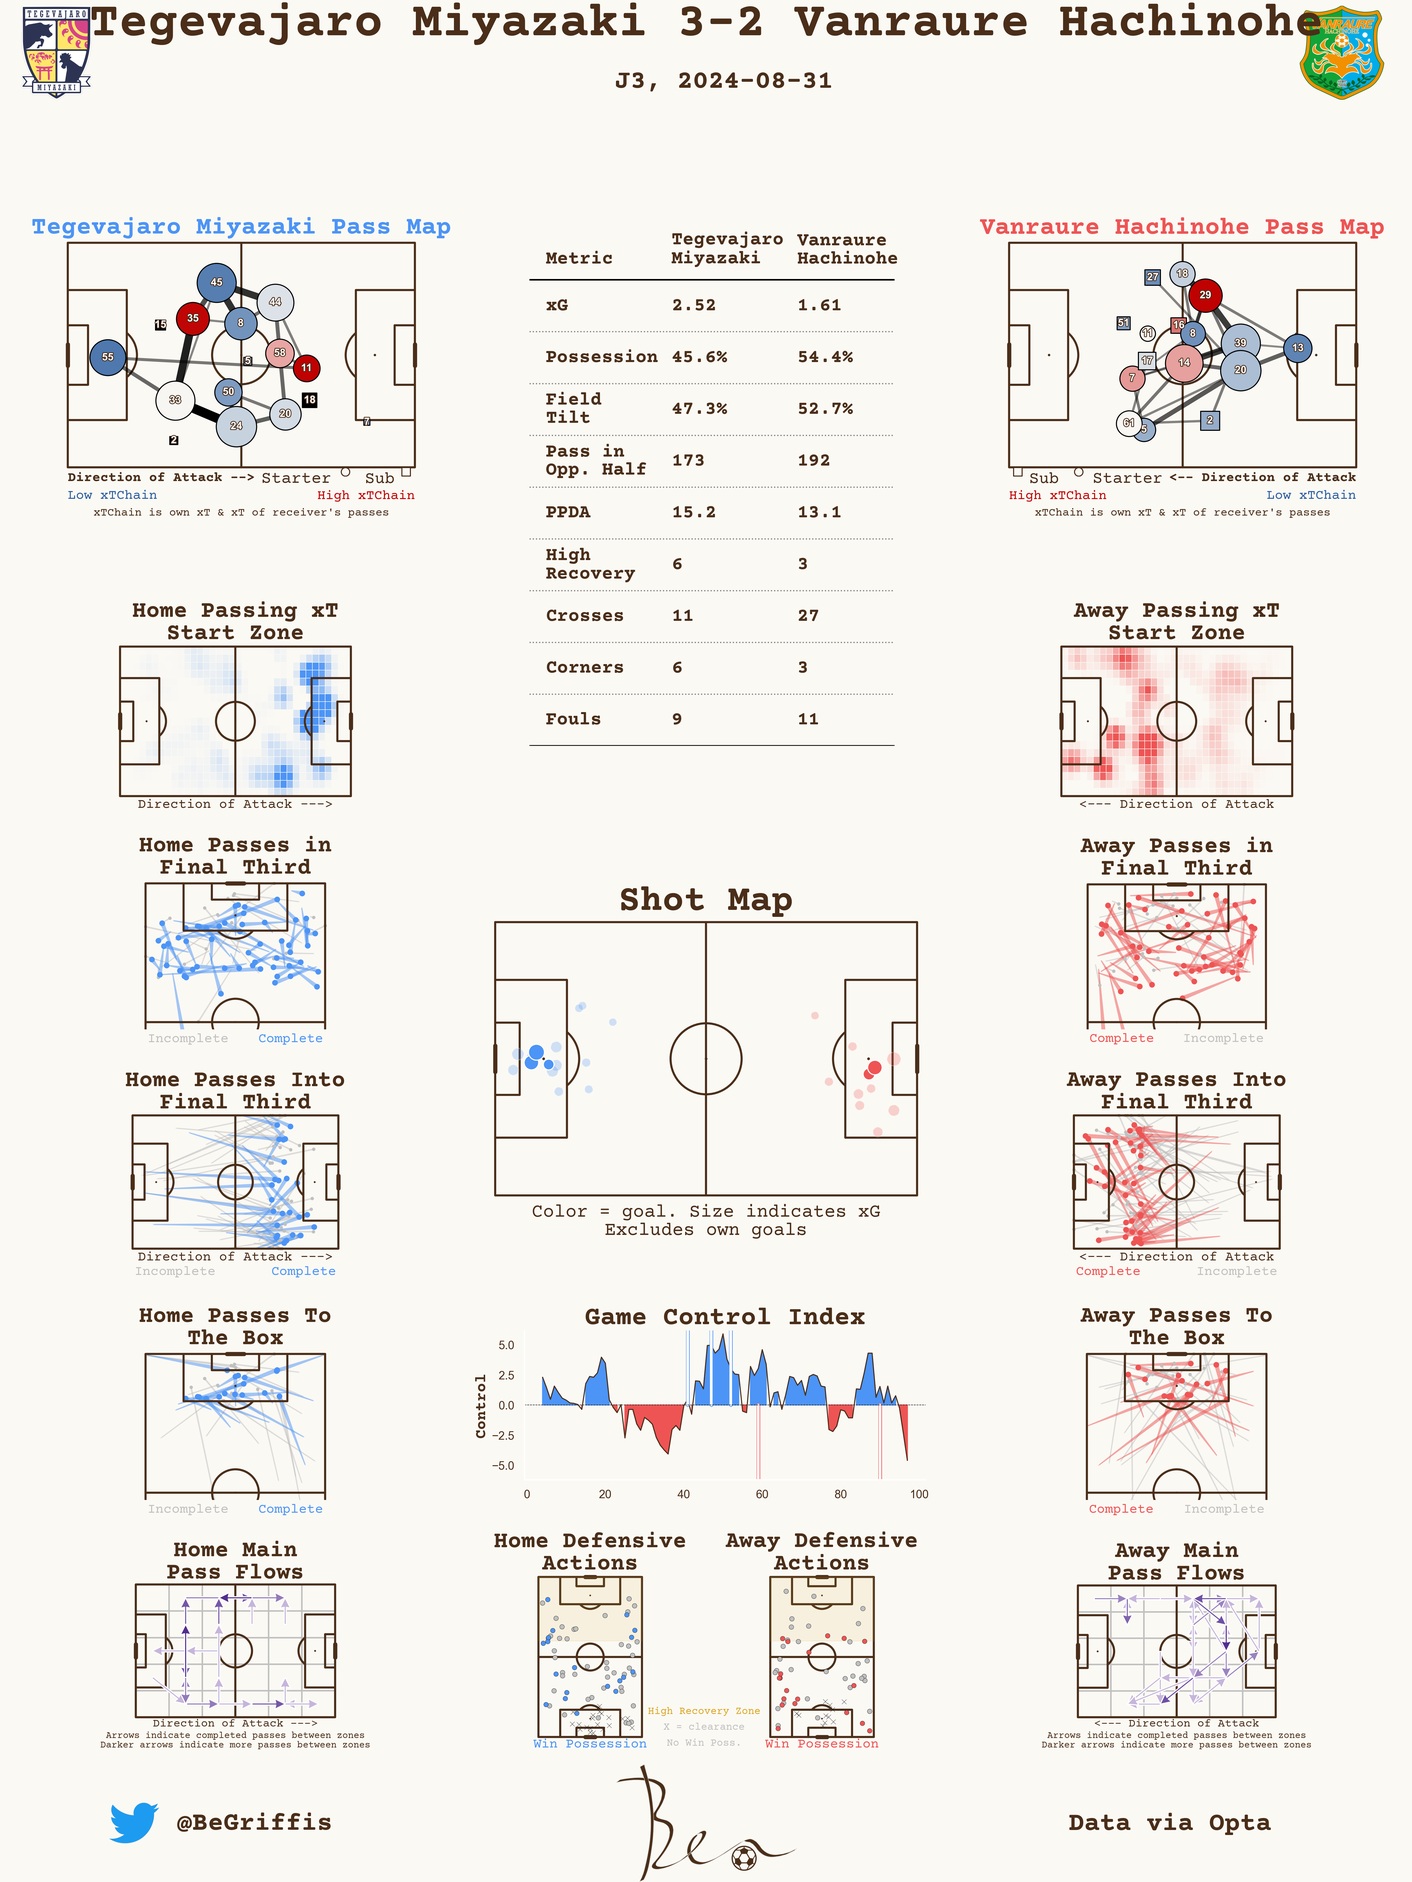 Tegevajaro Miyazaki 3-2 Vanraure Hachinohe
TEGEVAJARO
MIYAZAKI
VANRAURE
HACHINOHE
J3, 2024-08-31
Tegevajaro Miyazaki Pass Map
45
44
35
8
15
58
5
55
11
50
18
33
20
24
7
2
Direction of Attack --> Starter Sub
Low xTChain High xTChain
xTChain is own xT & xT of receiver's passes
Metric Tegevajaro Miyazaki Vanraure Hachinohe
xG 2.52 1.61
Possession 45.6% 54.4%
Field Tilt 47.3% 52.7%
Pass in Opp. Half 173 192
PPDA 15.2 13.1
High Recovery 6 3
Crosses 11 27
Corners 6 3
Fouls 9 11
Vanraure Hachinohe Pass Map
18
27
29
51
16
11
8
39
13
17
14
20
7
61
5
2
Sub Starter <-- Direction of Attack
High xTChain Low xTChain
xTChain is own xT & xT of receiver's passes
Home Passing xT
Start Zone
Direction of Attack --->
Away Passing xT
Start Zone
<--- Direction of Attack
Home Passes in
Final Third
Incomplete Complete
Away Passes in
Final Third
Complete Incomplete
Shot Map
Color = goal. Size indicates xG
Excludes own goals
Home Passes Into
Final Third
Direction of Attack --->
Incomplete Complete
Away Passes Into
Final Third
<--- Direction of Attack
Complete Incomplete
Home Passes To
The Box
Incomplete Complete
Game Control Index
Control
5.0
2.5
0.0
−2.5
−5.0
0 20 40 60 80 100
Away Passes To
The Box
Complete Incomplete
Home Main
Pass Flows
Direction of Attack --->
Arrows indicate completed passes between zones
Darker arrows indicate more passes between zones
Home Defensive
Actions
Win Possession
Away Defensive
Actions
Win Possession
High Recovery Zone
X = clearance
No Win Poss.
Away Main
Pass Flows
<--- Direction of Attack
Arrows indicate completed passes between zones
Darker arrows indicate more passes between zones
@BeGriffis
Ben
Data via Opta